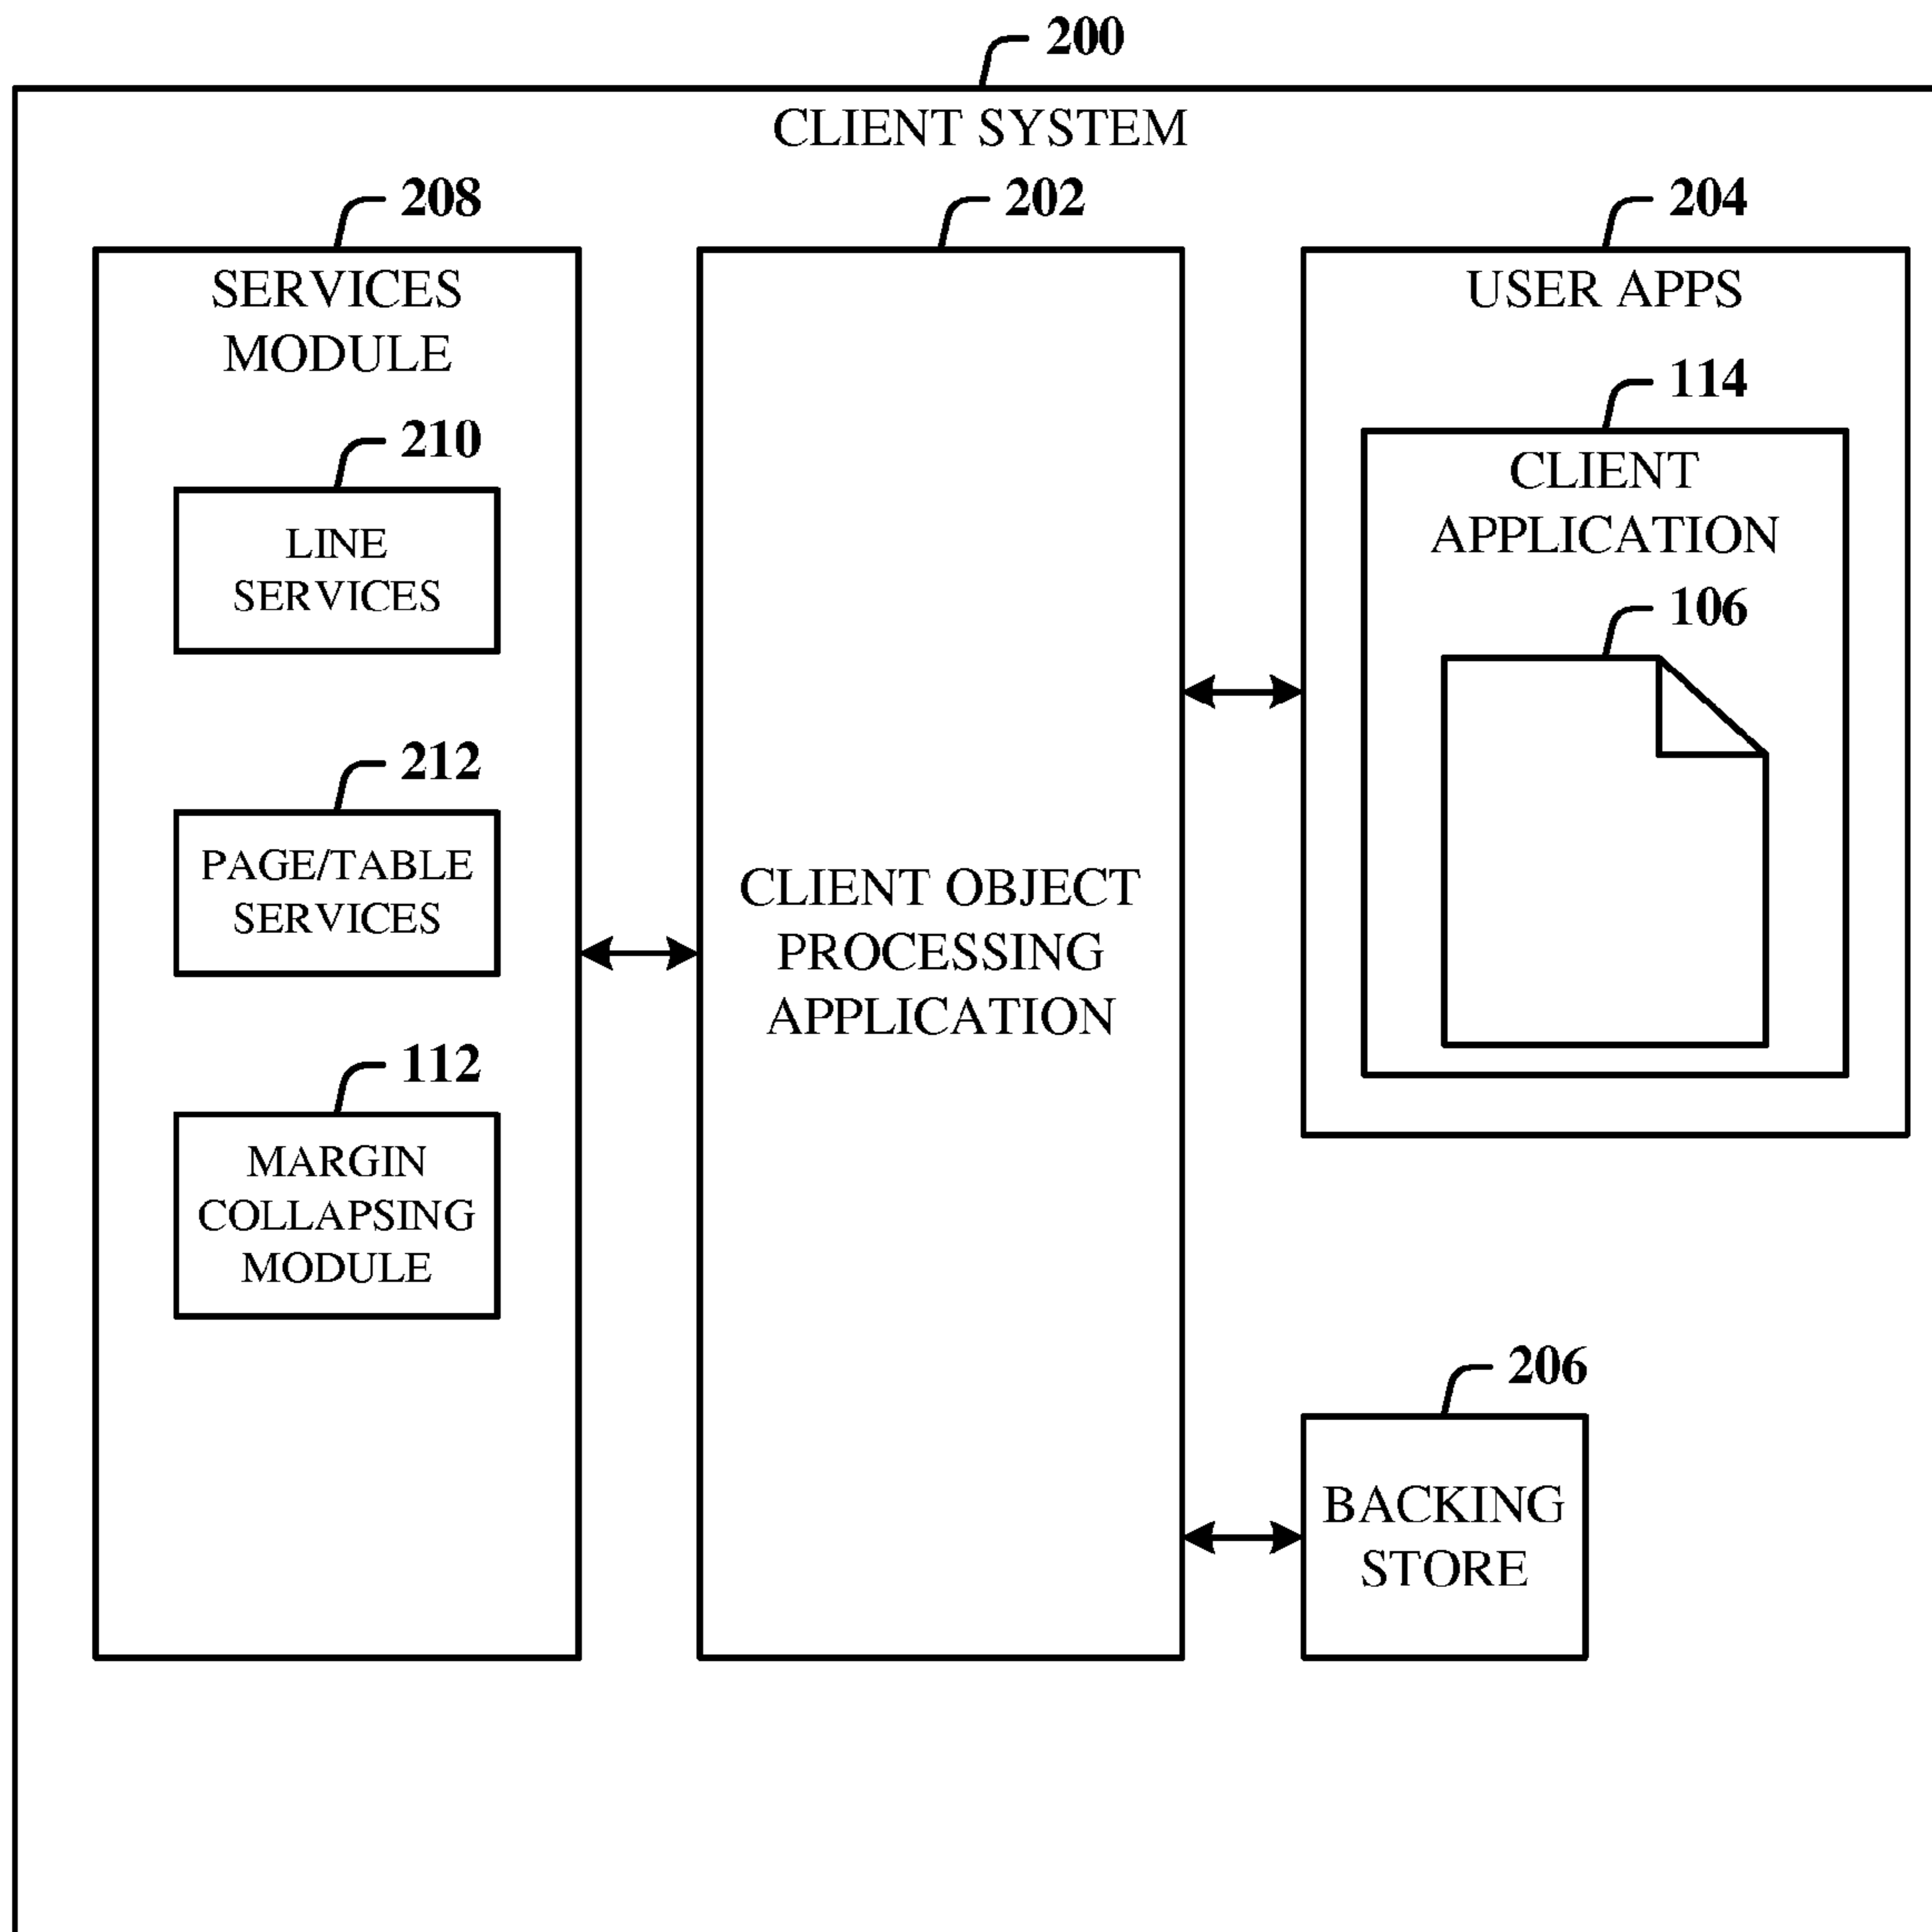 200
CLIENT SYSTEM
208
SERVICES
MODULE
210
LINE
SERVICES
212
PAGE/TABLE
SERVICES
112
MARGIN
COLLAPSING
MODULE
202
CLIENT OBJECT
PROCESSING
APPLICATION
204
USER APPS
114
CLIENT
APPLICATION
106
206
BACKING
STORE